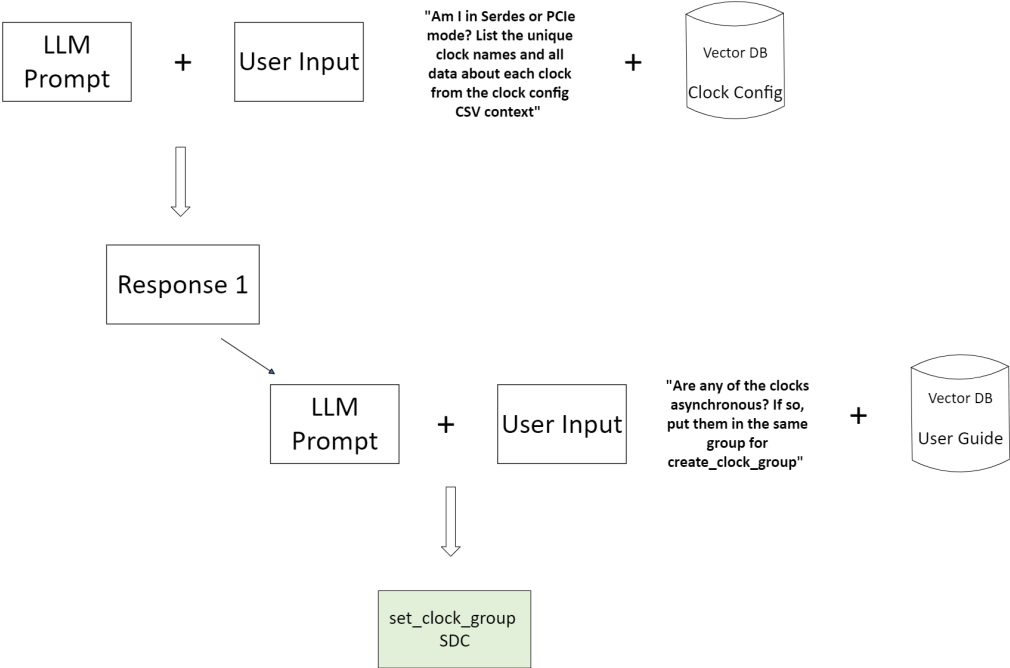 LLM
Prompt
+
User Input
"Am I in Serdes or PCIe
mode? List the unique
clock names and all
data about each clock
from the clock config
CSV context"
+
Vector DB
Clock Config
Response 1
LLM
Prompt
+
User Input
"Are any of the clocks
asynchronous? If so,
put them in the same
group for
create_clock_group"
+
Vector DB
User Guide
set_clock_group
SDC